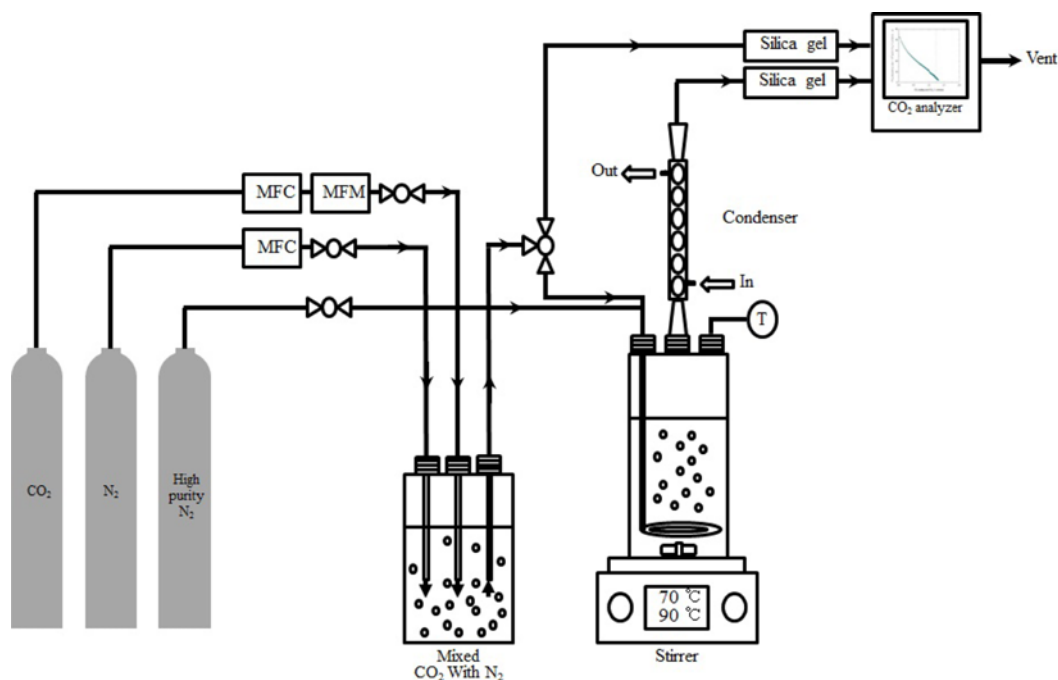 Silica gel
Silica gel
CO₂ analyzer
Vent
Out
Condenser
In
MFC
MFM
MFC
T
CO₂
N₂
High
purity
N₂
70 ℃
90 ℃
Mixed
CO₂ With N₂
Stirrer